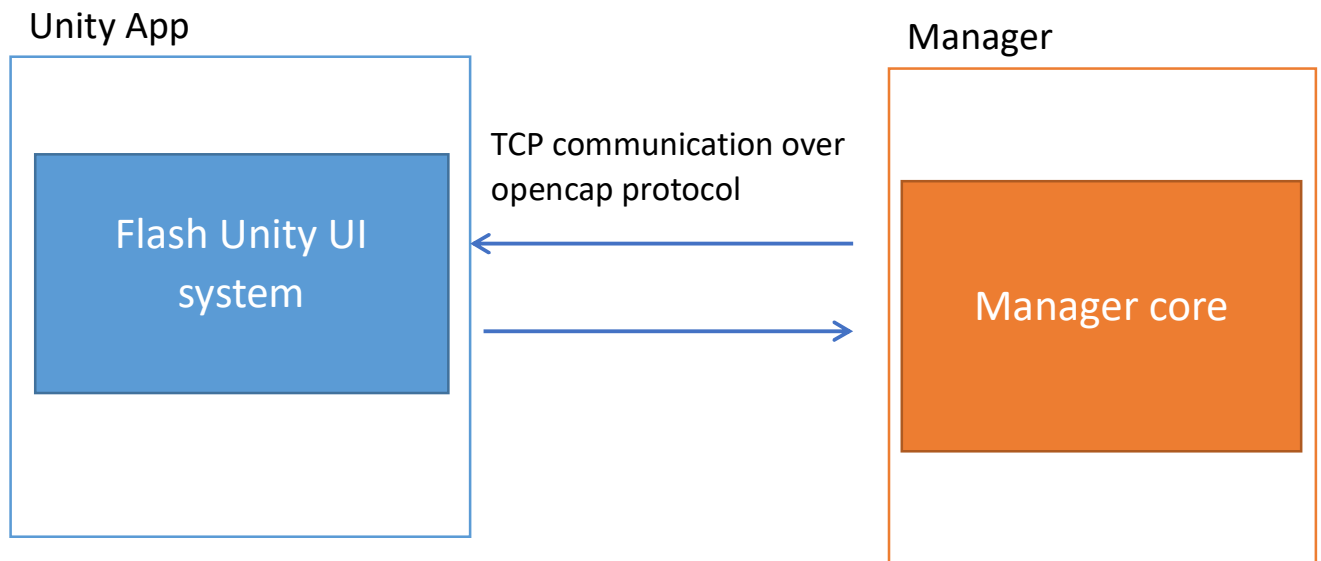 Unity App
Manager
TCP communication over
opencap protocol
Flash Unity UI
system
Manager core